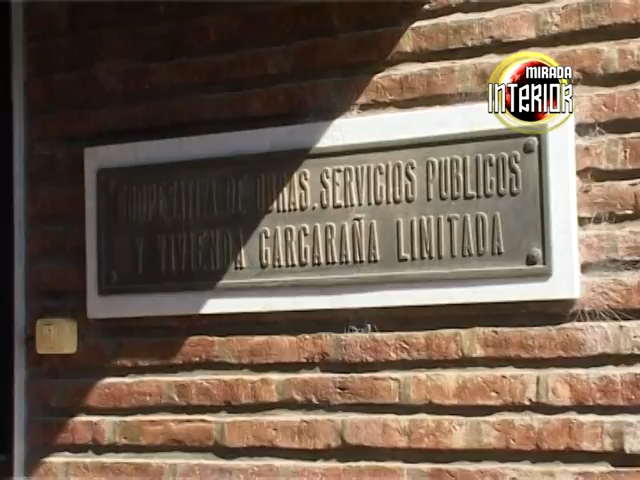 MIRADA
INTERIOR
COOPERATIVA DE OBRAS, SERVICIOS PUBLICOS
Y VIVIENDA CARCARAÑA LIMITADA